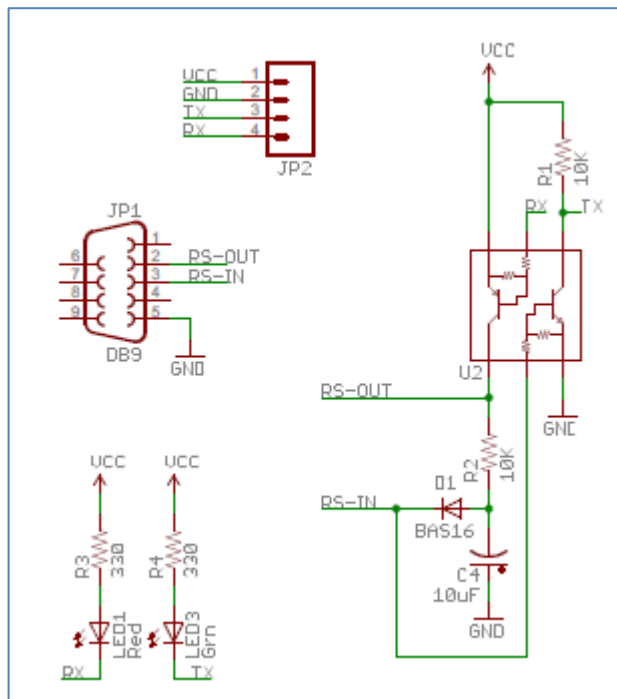 VCC
VCC 1
GND 2
TX 3
RX 4
JP2
R1
10K
RX
TX
JP1
1
6
2 RS-OUT
7
3 RS-IN
8
4
9
5
DB9
GND
U2
GND
RS-OUT
R2
10K
VCC
VCC
D1
RS-IN
BAS16
R3
330
R4
330
C4
10uF
GND
LED1
Red
LED3
Grn
RX
TX